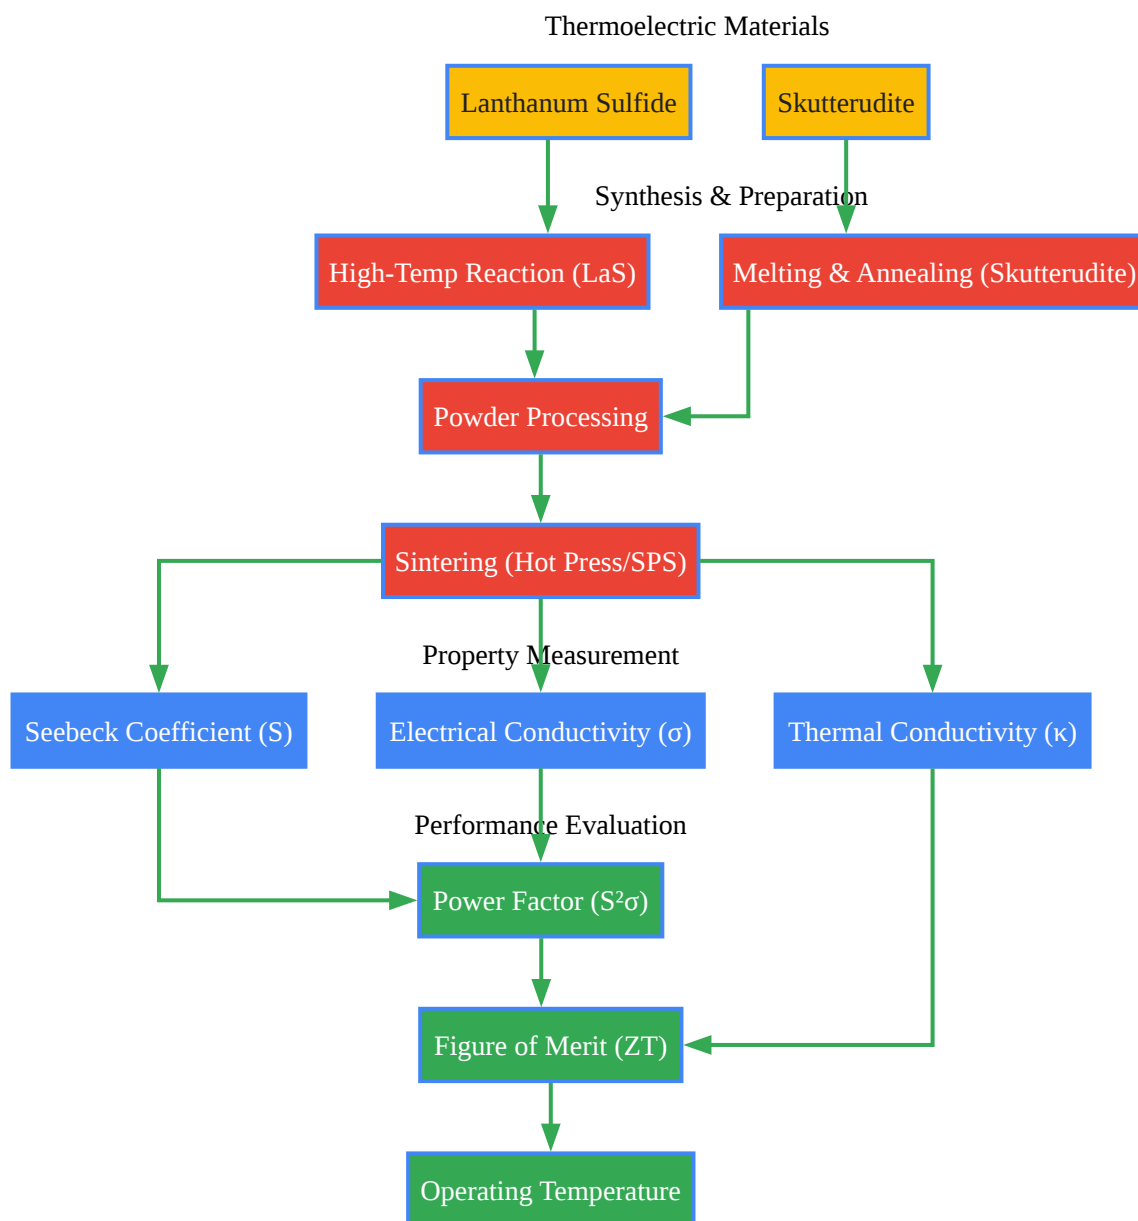 Thermoelectric Materials
Lanthanum Sulfide
Skutterudite
Synthesis & Preparation
High-Temp Reaction (LaS)
Melting & Annealing (Skutterudite)
Powder Processing
Sintering (Hot Press/SPS)
Property Measurement
Seebeck Coefficient (S)
Electrical Conductivity (σ)
Thermal Conductivity (κ)
Performance Evaluation
Power Factor (S²σ)
Figure of Merit (ZT)
Operating Temperature